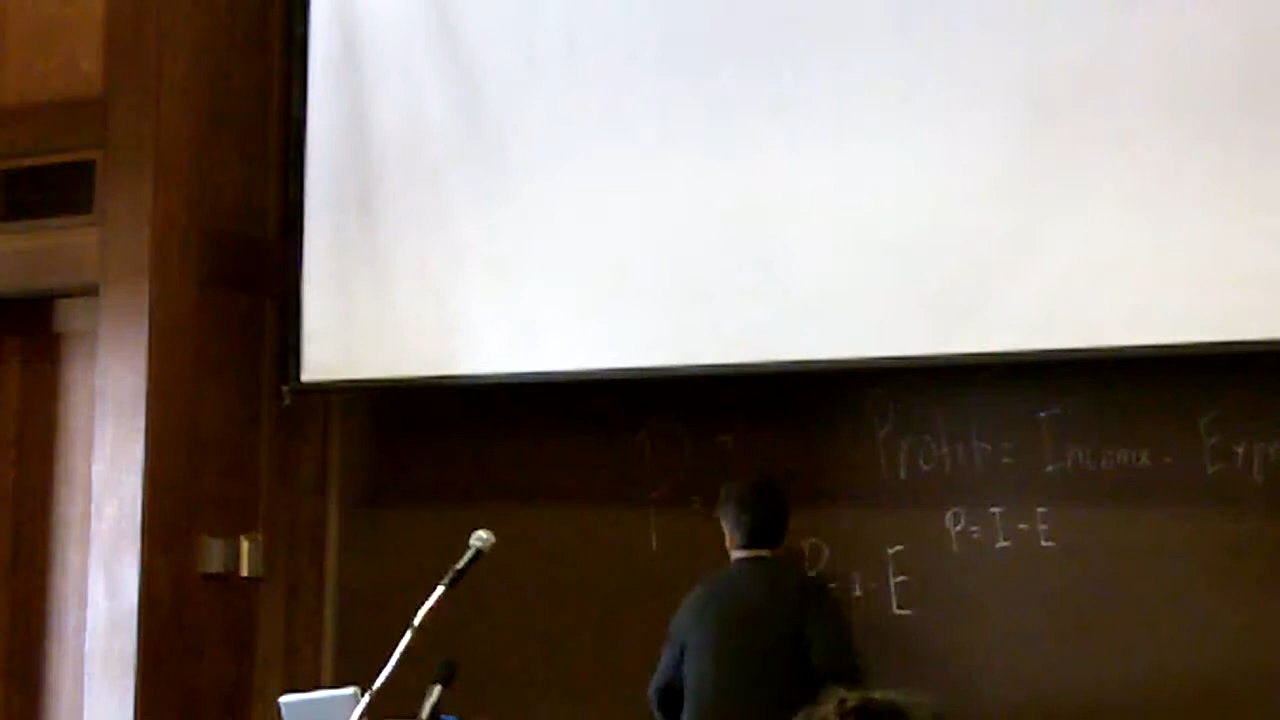 Profit = Income - Exp
P = I - E
P = I - E